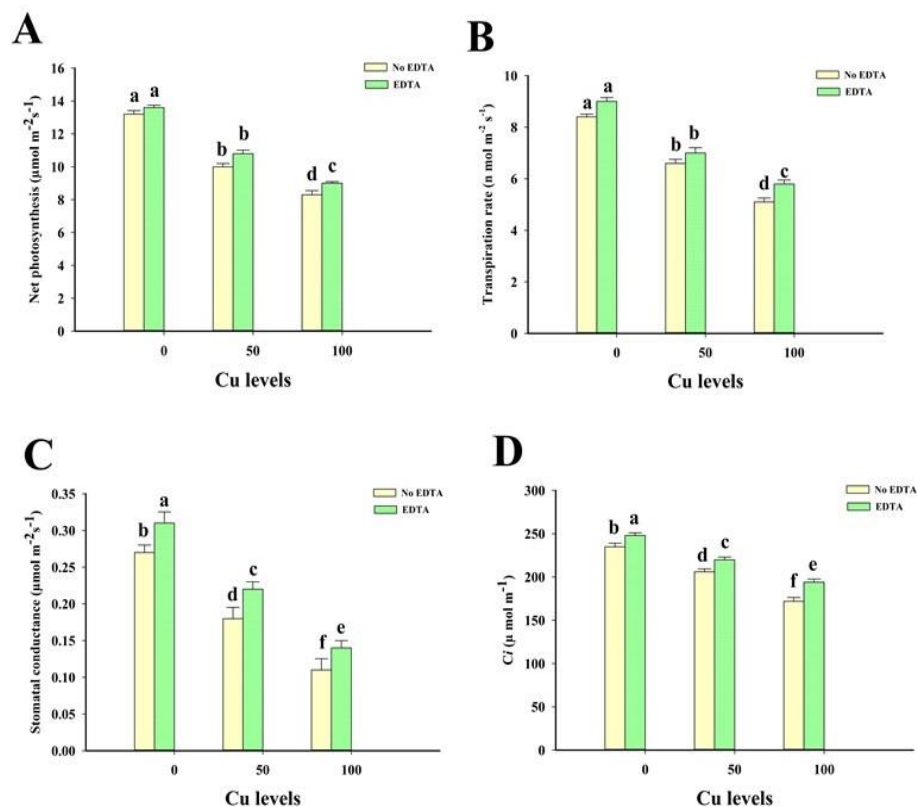 A
Net photosynthesis (µmol m⁻²s⁻¹)
16
14
12
10
8
6
4
2
0
No EDTA
EDTA
a a
b b
d c
0 50 100
Cu levels
B
Transpiration rate (n mol m⁻² s⁻¹)
10
8
6
4
2
0
No EDTA
EDTA
a a
b b
d c
0 50 100
Cu levels
C
Stomatal conductance (µmol m⁻²s⁻¹)
0.35
0.30
0.25
0.20
0.15
0.10
0.05
0.00
No EDTA
EDTA
b a
d c
f e
0 50 100
Cu levels
D
Ci (µ mol m⁻¹)
300
250
200
150
100
50
0
No EDTA
EDTA
b a
d c
f e
0 50 100
Cu levels